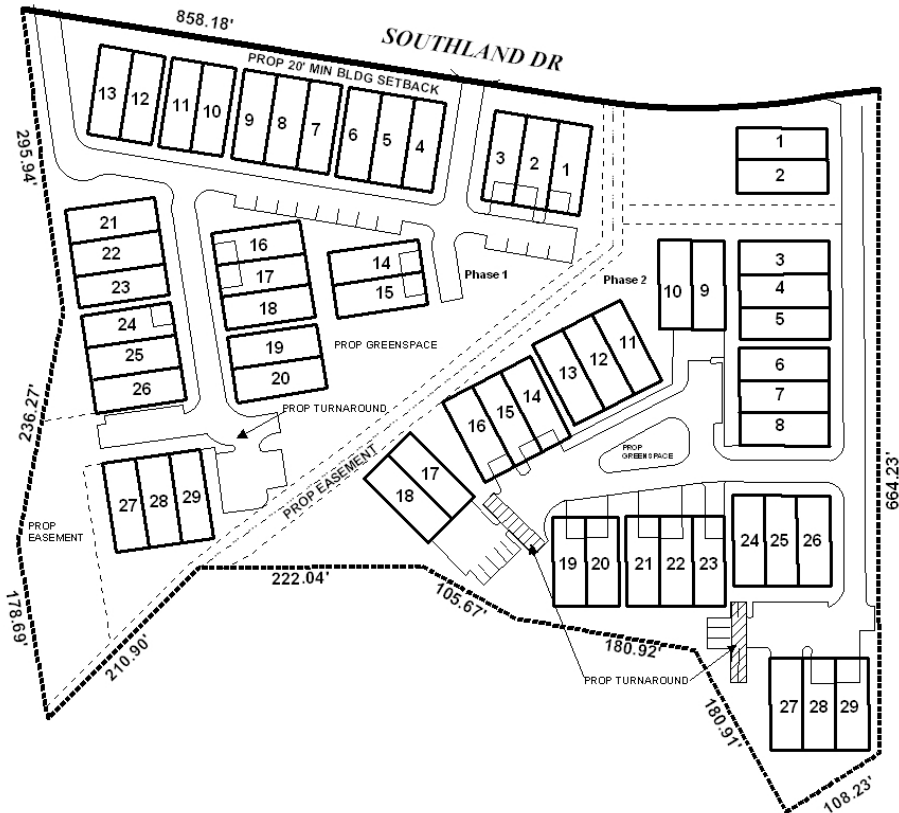 858.18'
SOUTHLAND DR
PROP 20' MIN BLDG SETBACK
13 12 11 10 9 8 7 6 5 4 3 2 1
1
2
295.94'
21
22
23
16
17
18
14
15
Phase 1
Phase 2
10 9
3
4
5
24
25
26
19
20
PROP GREENSPACE
13 12 11
6
7
8
236.27'
PROP TURNAROUND
16 15 14
PROP
GREENSPACE
664.23'
27 28 29
PROP
EASEMENT
PROP EASEMENT
18 17
19 20 21 22 23 24 25 26
178.69'
210.90'
222.04'
105.67'
180.92'
PROP TURNAROUND
27 28 29
180.91'
108.23'